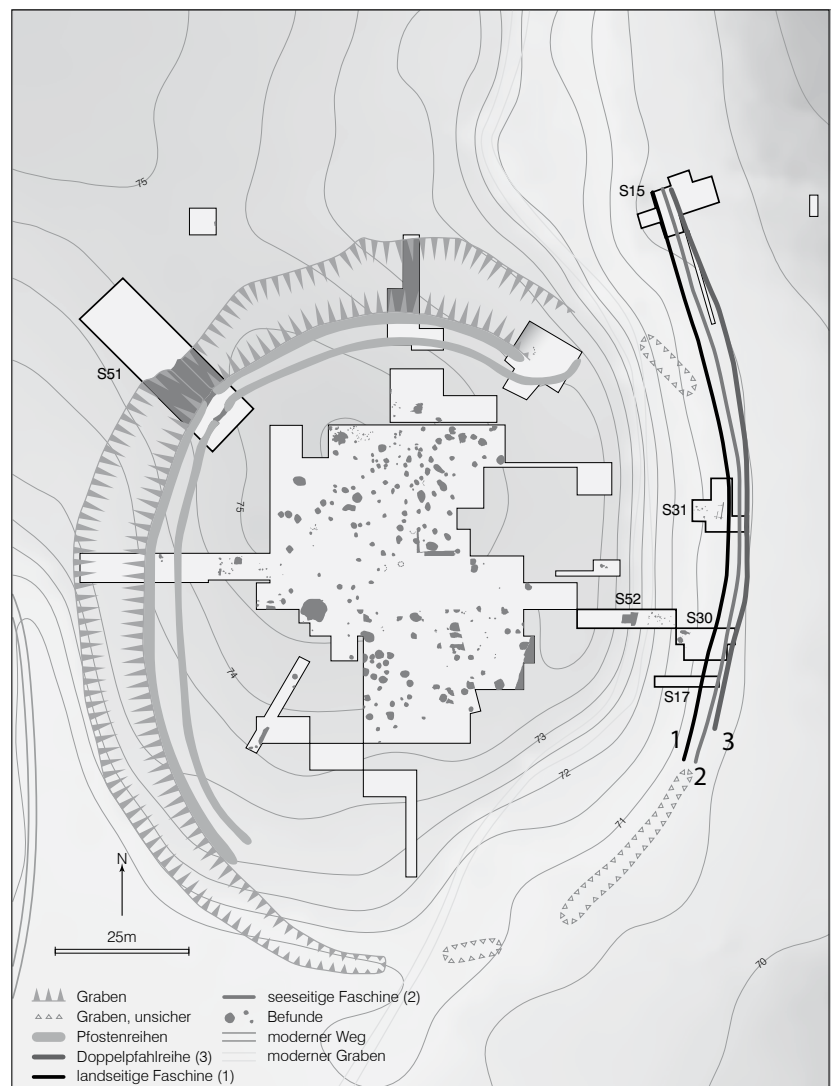 75
S15
S51
75
S31
S52
S30
74
S17
73
1
3
2
72
71
N
25m
70
Graben
Graben, unsicher
Pfostenreihen
Doppelpfahlreihe (3)
landseitige Faschine (1)
seeseitige Faschine (2)
Befunde
moderner Weg
moderner Graben